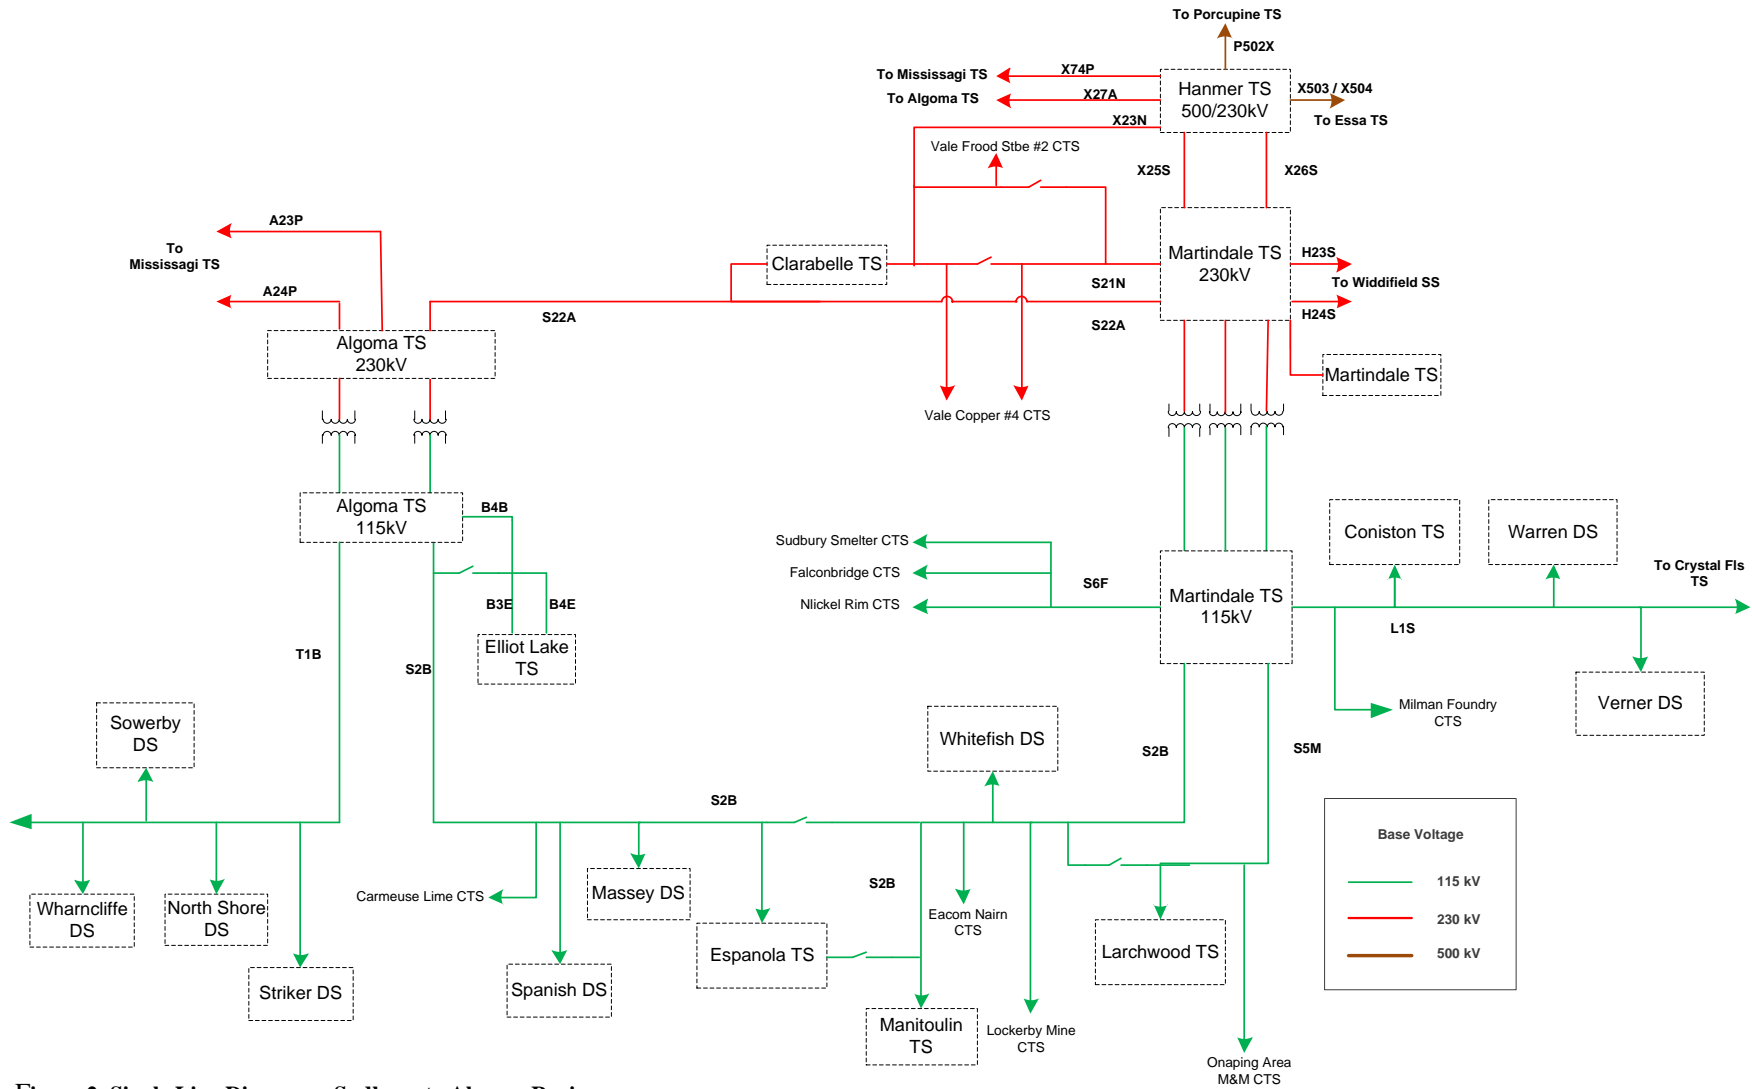 To Porcupine TS
P502X
To Mississagi TS
X74P
Hanmer TS
500/230kV
X503 / X504
To Algoma TS
X27A
To Essa TS
X23N
Vale Frood Stbe #2 CTS
X25S
X26S
A23P
To
Mississagi TS
Clarabelle TS
Martindale TS
230kV
H23S
To Widdifield SS
S21N
A24P
S22A
S22A
H24S
Algoma TS
230kV
Martindale TS
Vale Copper #4 CTS
Algoma TS
115kV
B4B
Coniston TS
Warren DS
Sudbury Smelter CTS
Falconbridge CTS
To Crystal Fls
TS
S6F
Martindale TS
115kV
B3E
B4E
Nlickel Rim CTS
L1S
T1B
S2B
Elliot Lake
TS
Sowerby
DS
Whitefish DS
S2B
S5M
Milman Foundry
CTS
Verner DS
S2B
Base Voltage
115 kV
230 kV
500 kV
Wharncliffe
DS
North Shore
DS
Carmeuse Lime CTS
Massey DS
S2B
Eacom Nairn
CTS
Espanola TS
Larchwood TS
Striker DS
Spanish DS
Manitoulin
TS
Lockerby Mine
CTS
Onaping Area
M&M CTS